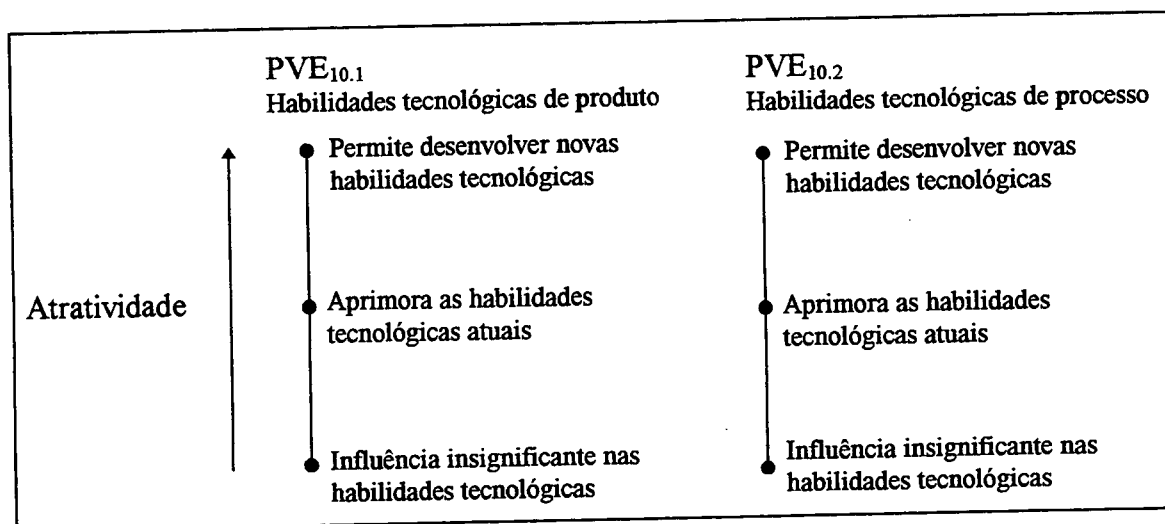 PVE10.1
Habilidades tecnológicas de produto
Permite desenvolver novas
habilidades tecnológicas
Aprimora as habilidades
tecnológicas atuais
Influência insignificante nas
habilidades tecnológicas
PVE10.2
Habilidades tecnológicas de processo
Permite desenvolver novas
habilidades tecnológicas
Aprimora as habilidades
tecnológicas atuais
Influência insignificante nas
habilidades tecnológicas
Atratividade